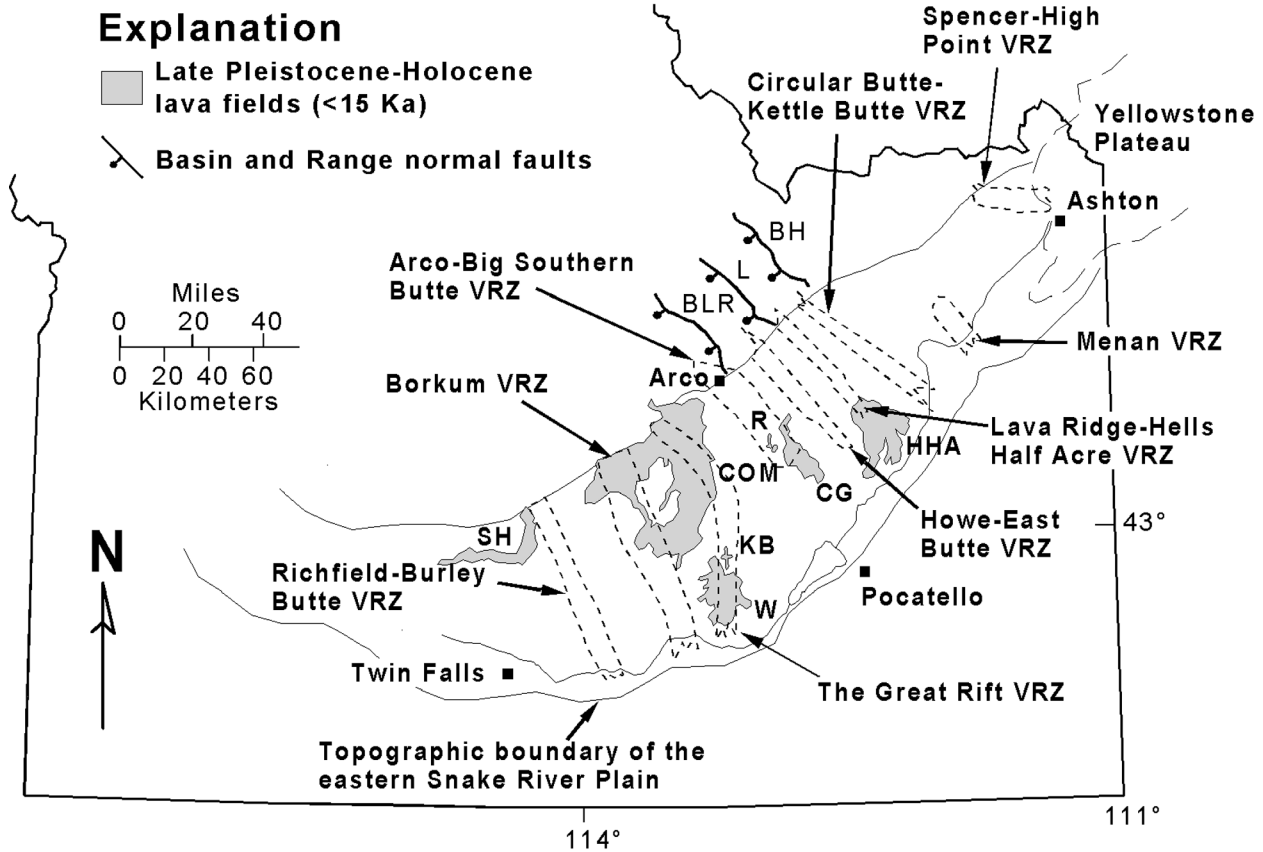 Explanation
Late Pleistocene-Holocene
lava fields (<15 Ka)
Basin and Range normal faults
Spencer-High
Point VRZ
Circular Butte-
Kettle Butte VRZ
Yellowstone
Plateau
Ashton
BH
L
BLR
Arco-Big Southern
Butte VRZ
Miles
0 20 40
0 20 40 60
Kilometers
Menan VRZ
Arco
Borkum VRZ
R
Lava Ridge-Hells
Half Acre VRZ
HHA
COM
CG
Howe-East
Butte VRZ
43°
SH
N
KB
Richfield-Burley
Butte VRZ
Pocatello
W
Twin Falls
The Great Rift VRZ
Topographic boundary of the
eastern Snake River Plain
114°
111°